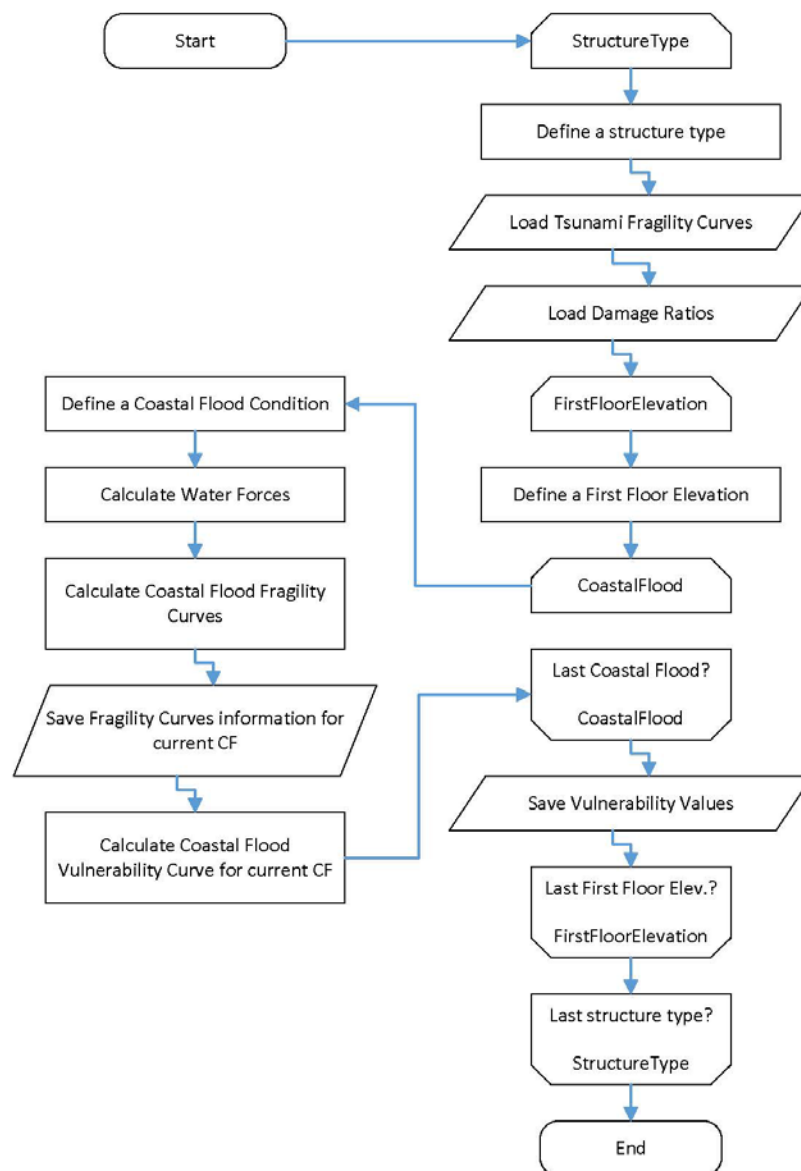 Start
StructureType
Define a structure type
Load Tsunami Fragility Curves
Load Damage Ratios
FirstFloorElevation
Define a First Floor Elevation
CoastalFlood
Define a Coastal Flood Condition
Calculate Water Forces
Calculate Coastal Flood Fragility
Curves
Save Fragility Curves information for
current CF
Calculate Coastal Flood
Vulnerability Curve for current CF
Last Coastal Flood?
CoastalFlood
Save Vulnerability Values
Last First Floor Elev.?
FirstFloorElevation
Last structure type?
StructureType
End